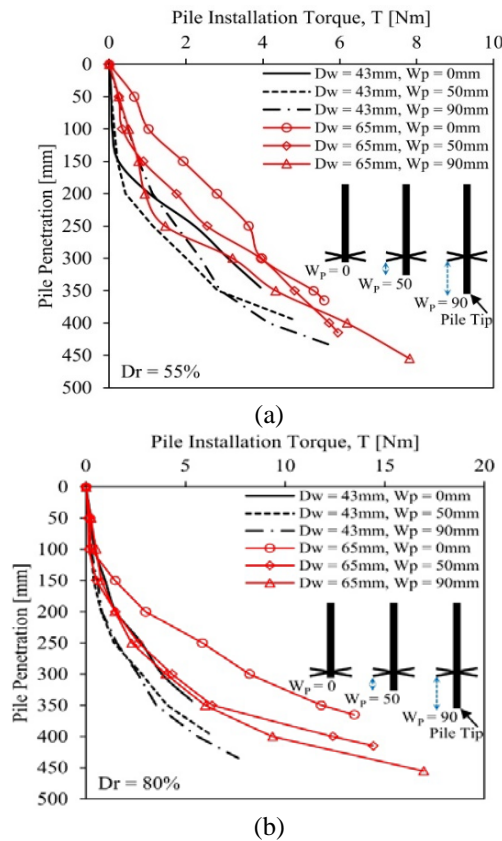 Pile Installation Torque, T [Nm]
0 2 4 6 8 10
0
50
100
150
200
250
300
350
400
450
500
Pile Penetration [mm]
Dw = 43mm, Wp = 0mm
Dw = 43mm, Wp = 50mm
Dw = 43mm, Wp = 90mm
Dw = 65mm, Wp = 0mm
Dw = 65mm, Wp = 50mm
Dw = 65mm, Wp = 90mm
WP = 0
WP = 50
WP = 90
Pile Tip
Dr = 55%
(a)
Pile Installation Torque, T [Nm]
0 5 10 15 20
0
50
100
150
200
250
300
350
400
450
500
Pile Penetration [mm]
Dw = 43mm, Wp = 0mm
Dw = 43mm, Wp = 50mm
Dw = 43mm, Wp = 90mm
Dw = 65mm, Wp = 0mm
Dw = 65mm, Wp = 50mm
Dw = 65mm, Wp = 90mm
WP = 0
WP = 50
WP = 90
Pile Tip
Dr = 80%
(b)